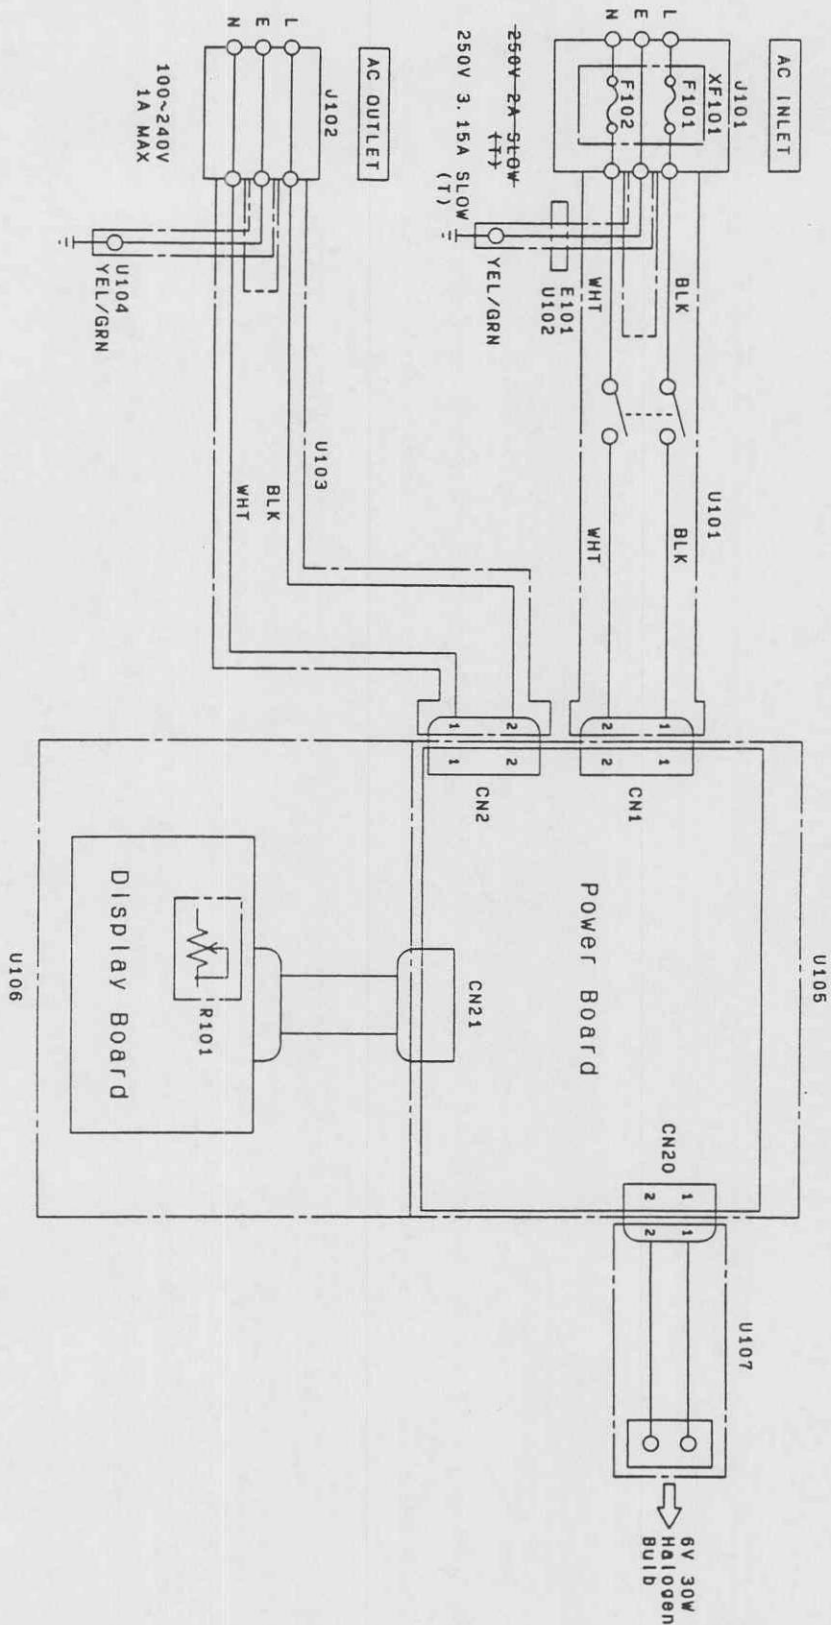 AC INLET
J101
XF101
F101
F102
L
E
N
250V 2A SLOW
(T)
250V 3.15A SLOW
(T)
YEL/GRN
E101
U102
BLK
WHT
U101
BLK
WHT
1
2
1
2
CN1
AC OUTLET
J102
L
E
N
100~240V
1A MAX
U104
YEL/GRN
U103
BLK
WHT
2
1
2
1
CN2
Power Board
U105
CN21
CN20
1
2
1
2
U107
6V 30W
Halogen
Bulb
Display Board
R101
U106